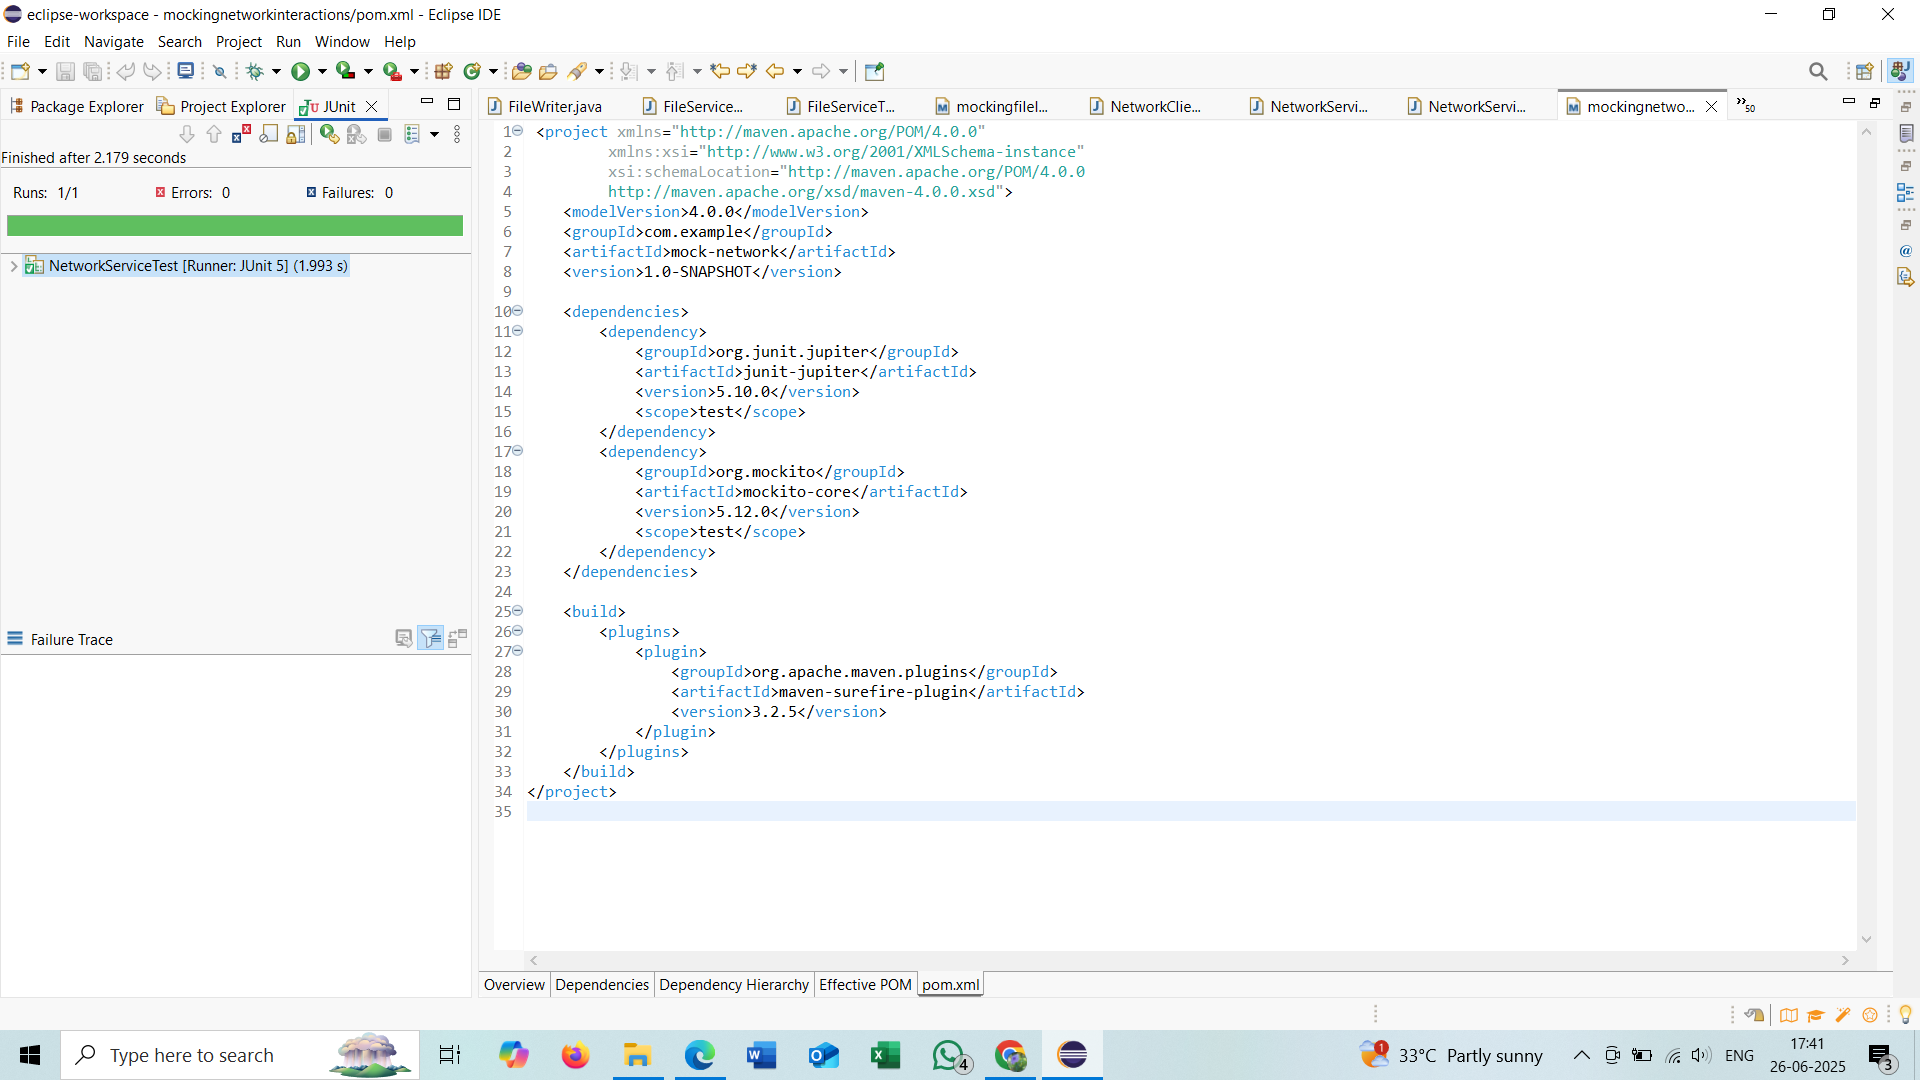 eclipse-workspace - mockingnetworkinteractions/pom.xml - Eclipse IDE
File Edit Navigate Search Project Run Window Help
Package Explorer Project Explorer JUnit
FileWriter.java FileService... FileServiceT... mockingfileI... NetworkClie... NetworkServi... NetworkServi... mockingnetwo... 50
Finished after 2.179 seconds
Runs: 1/1 Errors: 0 Failures: 0
NetworkServiceTest [Runner: JUnit 5] (1.993 s)
Failure Trace
1 <project xmlns="http://maven.apache.org/POM/4.0.0"
2 xmlns:xsi="http://www.w3.org/2001/XMLSchema-instance"
3 xsi:schemaLocation="http://maven.apache.org/POM/4.0.0
4 http://maven.apache.org/xsd/maven-4.0.0.xsd">
5 <modelVersion>4.0.0</modelVersion>
6 <groupId>com.example</groupId>
7 <artifactId>mock-network</artifactId>
8 <version>1.0-SNAPSHOT</version>
9
10 <dependencies>
11 <dependency>
12 <groupId>org.junit.jupiter</groupId>
13 <artifactId>junit-jupiter</artifactId>
14 <version>5.10.0</version>
15 <scope>test</scope>
16 </dependency>
17 <dependency>
18 <groupId>org.mockito</groupId>
19 <artifactId>mockito-core</artifactId>
20 <version>5.12.0</version>
21 <scope>test</scope>
22 </dependency>
23 </dependencies>
24
25 <build>
26 <plugins>
27 <plugin>
28 <groupId>org.apache.maven.plugins</groupId>
29 <artifactId>maven-surefire-plugin</artifactId>
30 <version>3.2.5</version>
31 </plugin>
32 </plugins>
33 </build>
34 </project>
35
Overview Dependencies Dependency Hierarchy Effective POM pom.xml
Type here to search
4
1
33°C Partly sunny
ENG
17:41
26-06-2025
3